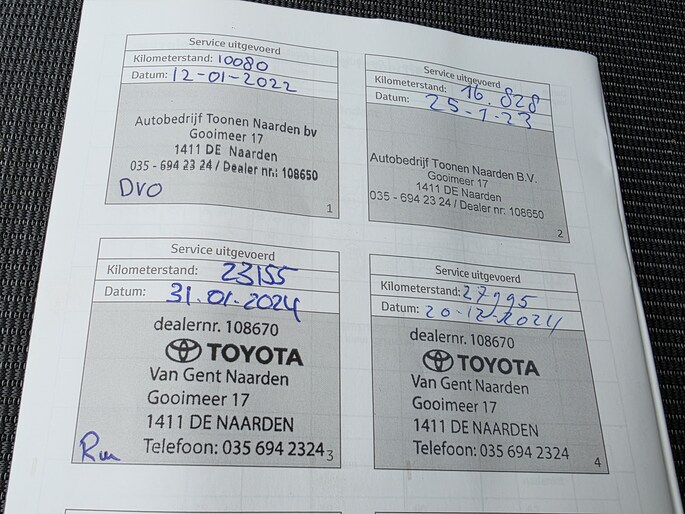 Service uitgevoerd
Kilometerstand: 10080
Datum: 12-01-2022
Autobedrijf Toonen Naarden bv
Gooimeer 17
1411 DE Naarden
035 - 694 23 24 / Dealer nr.: 108650
DVO
1
Service uitgevoerd
Kilometerstand: 16.828
Datum: 25-1-23
Autobedrijf Toonen Naarden B.V.
Gooimeer 17
1411 DE Naarden
035 - 694 23 24 / Dealer nr: 108650
2
Service uitgevoerd
Kilometerstand: 23155
Datum: 31.01.2024
dealernr. 108670
TOYOTA
Van Gent Naarden
Gooimeer 17
1411 DE NAARDEN
Telefoon: 035 694 2324
3
Service uitgevoerd
Kilometerstand: 27995
Datum: 20-12-2024
dealernr. 108670
TOYOTA
Van Gent Naarden
Gooimeer 17
1411 DE NAARDEN
Telefoon: 035 694 2324
4